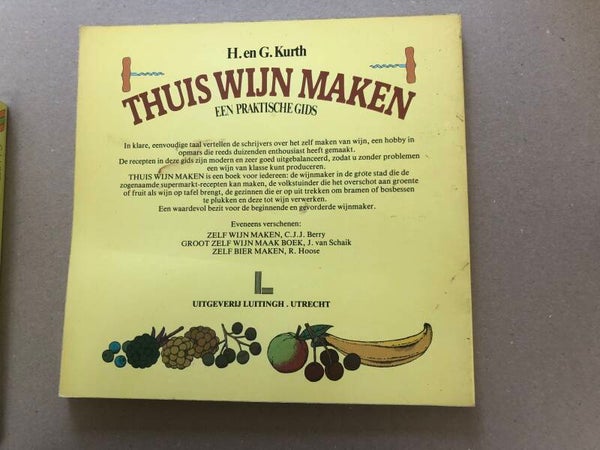 H. en G. Kurth
THUIS WIJN MAKEN
EEN PRAKTISCHE GIDS
In klare, eenvoudige taal vertellen de schrijvers over het zelf maken van wijn, een hobby in
opmars die reeds duizenden enthousiast heeft gemaakt.
De recepten in deze gids zijn modern en zeer goed uitgebalanceerd, zodat u zonder problemen
een wijn van klasse kunt produceren.
THUIS WIJN MAKEN is een boek voor iedereen: de wijnmaker in de grote stad die de
zogenaamde supermarkt-recepten kan maken, de volkstuinder die het overschot aan groente
of fruit als wijn op tafel brengt, de gezinnen die er op uit trekken om bramen of bosbessen
te plukken en deze tot wijn verwerken.
Een waardevol bezit voor de beginnende en gevorderde wijnmaker.
Eveneens verschenen:
ZELF WIJN MAKEN, C.J.J. Berry
GROOT ZELF WIJN MAAK BOEK, J. van Schaik
ZELF BIER MAKEN, R. Hoose
L
UITGEVERIJ LUITINGH . UTRECHT